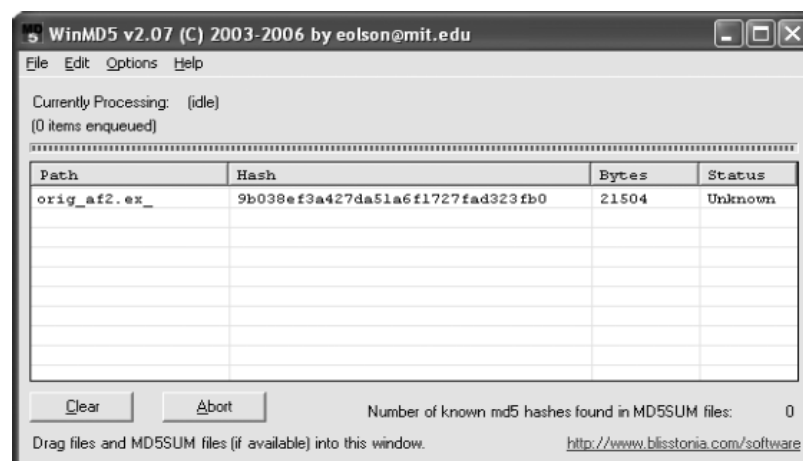 WinMD5 v2.07 (C) 2003-2006 by eolson@mit.edu
File Edit Options Help
Currently Processing: (idle)
(0 items enqueued)
Path Hash Bytes Status
orig_af2.ex_ 9b038ef3a427da51a6f1727fad323fb0 21504 Unknown
Clear Abort Number of known md5 hashes found in MD5SUM files: 0
Drag files and MD5SUM files (if available) into this window. http://www.blisstonia.com/software